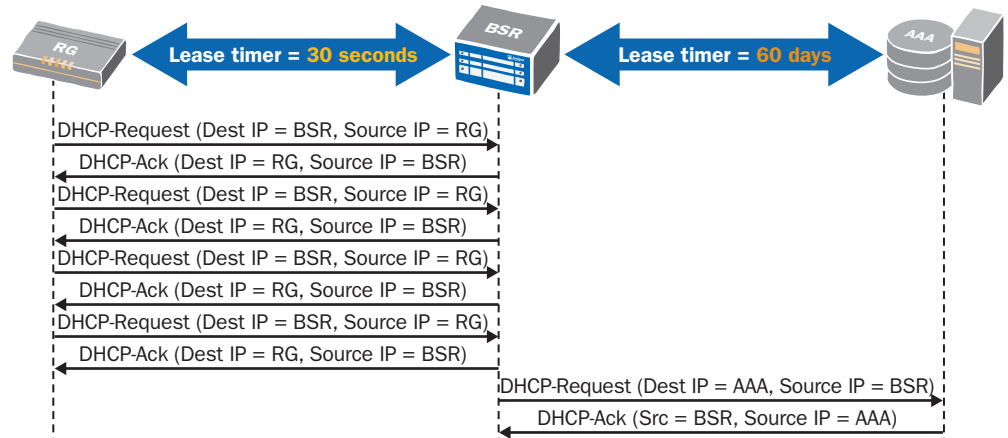 RG
Lease timer = 30 seconds
BSR
Lease timer = 60 days
AAA
DHCP-Request (Dest IP = BSR, Source IP = RG)
DHCP-Ack (Dest IP = RG, Source IP = BSR)
DHCP-Request (Dest IP = BSR, Source IP = RG)
DHCP-Ack (Dest IP = RG, Source IP = BSR)
DHCP-Request (Dest IP = BSR, Source IP = RG)
DHCP-Ack (Dest IP = RG, Source IP = BSR)
DHCP-Request (Dest IP = BSR, Source IP = RG)
DHCP-Ack (Dest IP = RG, Source IP = BSR)
DHCP-Request (Dest IP = AAA, Source IP = BSR)
DHCP-Ack (Src = BSR, Source IP = AAA)